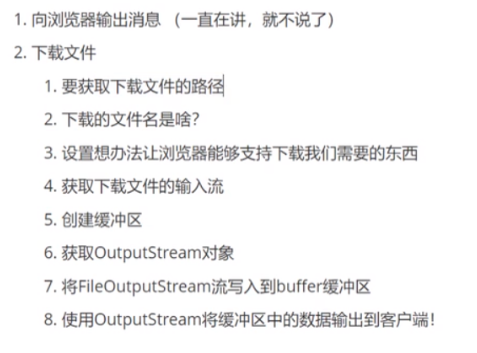 1. 向浏览器输出消息 （一直在讲，就不说了）
2. 下载文件
1. 要获取下载文件的路径
2. 下载的文件名是啥？
3. 设置想办法让浏览器能够支持下载我们需要的东西
4. 获取下载文件的输入流
5. 创建缓冲区
6. 获取OutputStream对象
7. 将FileOutputStream流写入到buffer缓冲区
8. 使用OutputStream将缓冲区中的数据输出到客户端！